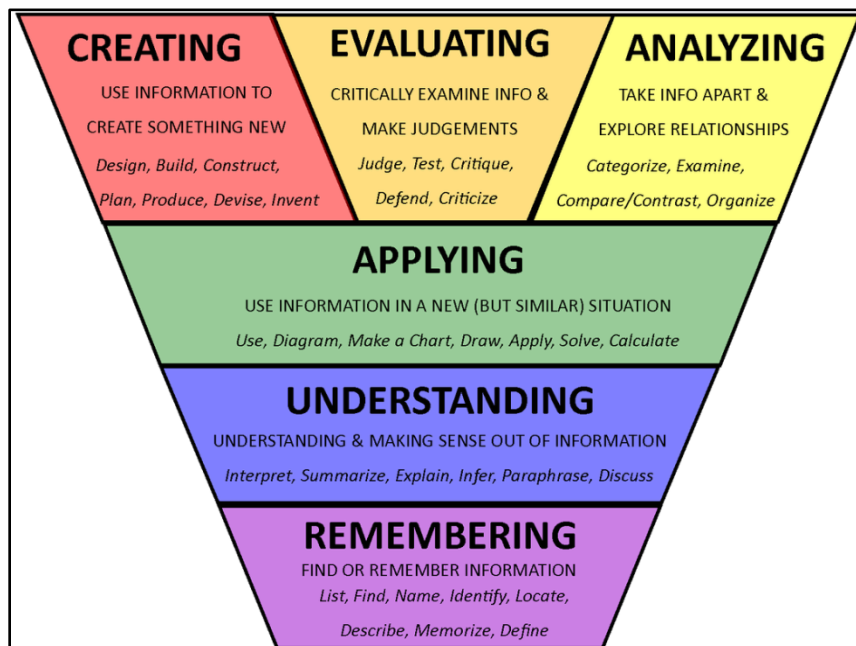 CREATING
USE INFORMATION TO
CREATE SOMETHING NEW
Design, Build, Construct,
Plan, Produce, Devise, Invent
EVALUATING
CRITICALLY EXAMINE INFO &
MAKE JUDGEMENTS
Judge, Test, Critique,
Defend, Criticize
ANALYZING
TAKE INFO APART &
EXPLORE RELATIONSHIPS
Categorize, Examine,
Compare/Contrast, Organize
APPLYING
USE INFORMATION IN A NEW (BUT SIMILAR) SITUATION
Use, Diagram, Make a Chart, Draw, Apply, Solve, Calculate
UNDERSTANDING
UNDERSTANDING & MAKING SENSE OUT OF INFORMATION
Interpret, Summarize, Explain, Infer, Paraphrase, Discuss
REMEMBERING
FIND OR REMEMBER INFORMATION
List, Find, Name, Identify, Locate,
Describe, Memorize, Define